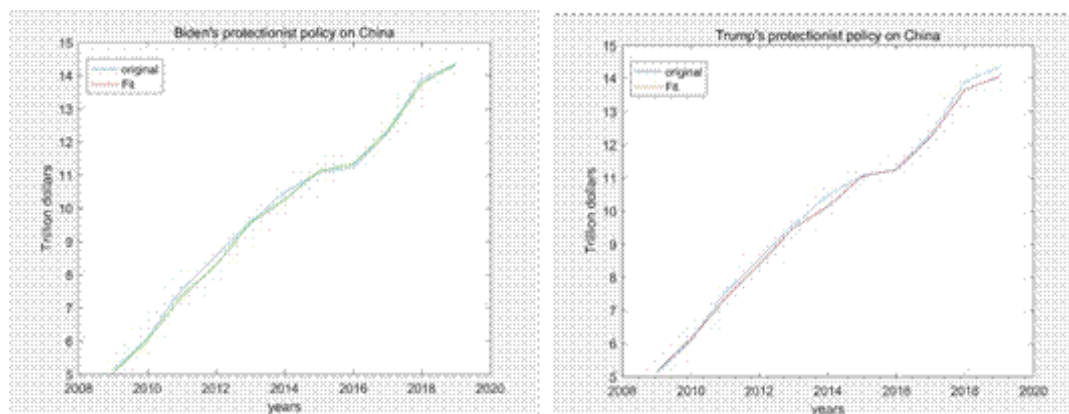 Biden's protectionist policy on China
original
Fit
Trillion dollars
15
14
13
12
11
10
9
8
7
6
5
2008 2010 2012 2014 2016 2018 2020
years
Trump's protectionist policy on China
original
Fit
Trillion dollars
15
14
13
12
11
10
9
8
7
6
5
2008 2010 2012 2014 2016 2018 2020
years